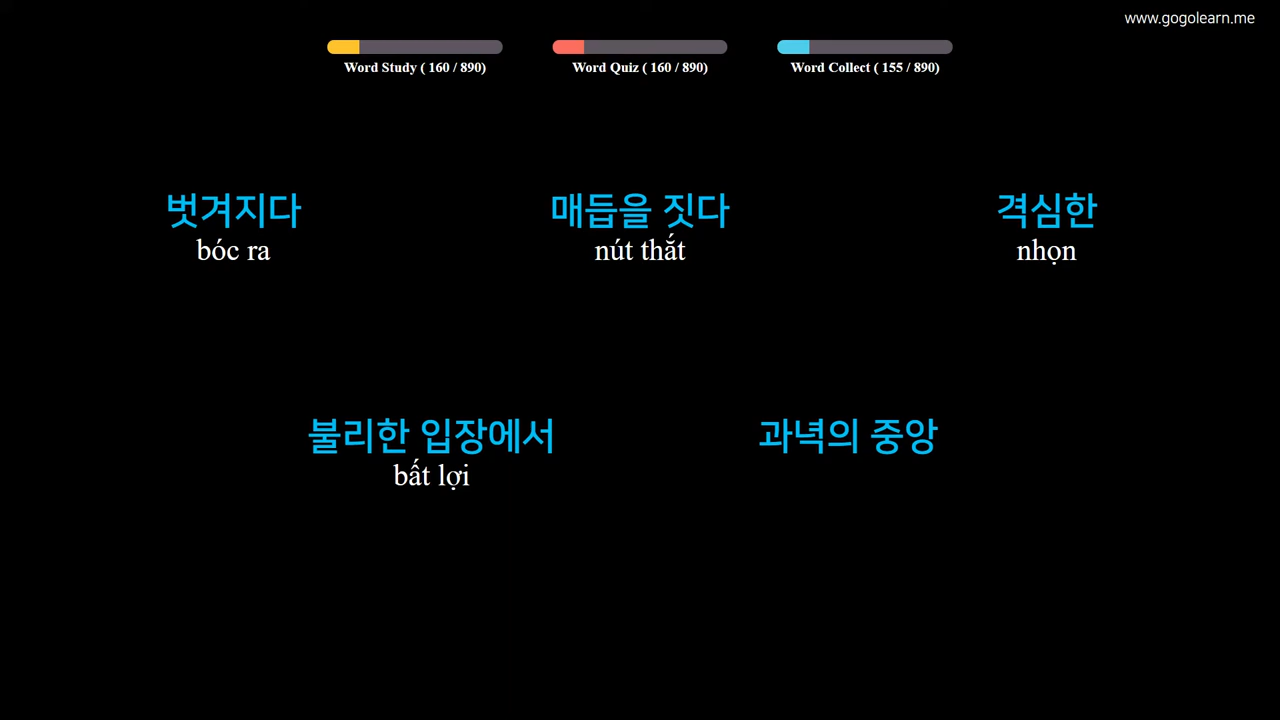 www.gogolearn.me
Word Study ( 160 / 890)
Word Quiz ( 160 / 890)
Word Collect ( 155 / 890)
벗겨지다
bóc ra
매듭을 짓다
nút thắt
격심한
nhọn
불리한 입장에서
bất lợi
과녁의 중앙